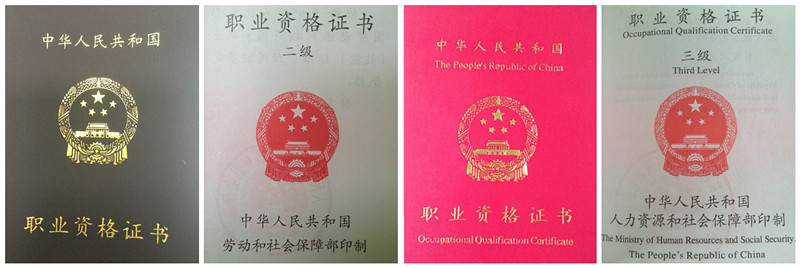 中华人民共和国
职业资格证书
职业资格证书
二级
中华人民共和国
劳动和社会保障部印制
中华人民共和国
The People's Republic of China
职业资格证书
Occupational Qualification Certificate
职业资格证书
Occupational Qualification Certificate
三级
Third Level
中华人民共和国
人力资源和社会保障部印制
The Ministry of Human Resources and Social Security,
The People's Republic of China